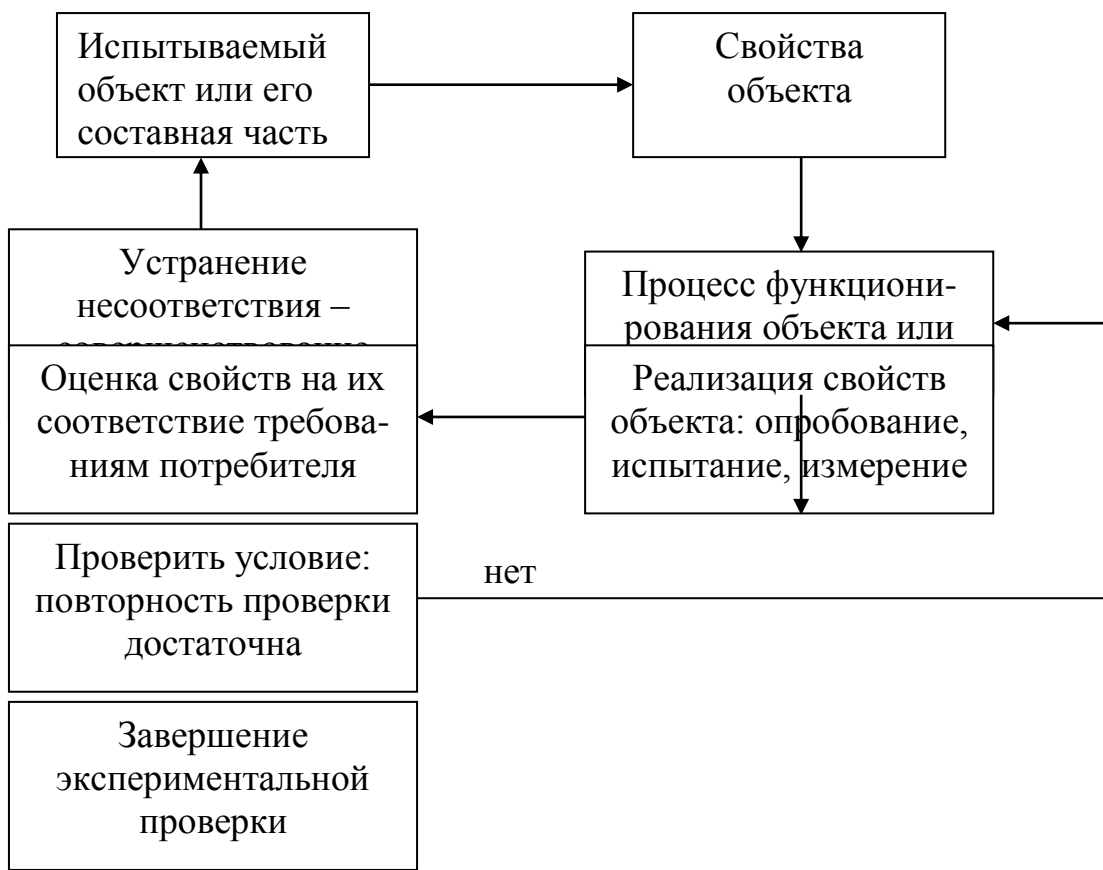 Испытываемый
объект или его
составная часть
Свойства
объекта
Устранение
несоответствия –
Процесс функциони-
рования объекта или
Оценка свойств на их
соответствие требова-
ниям потребителя
Реализация свойств
объекта: опробование,
испытание, измерение
Проверить условие:
повторность проверки
достаточна
нет
Завершение
экспериментальной
проверки